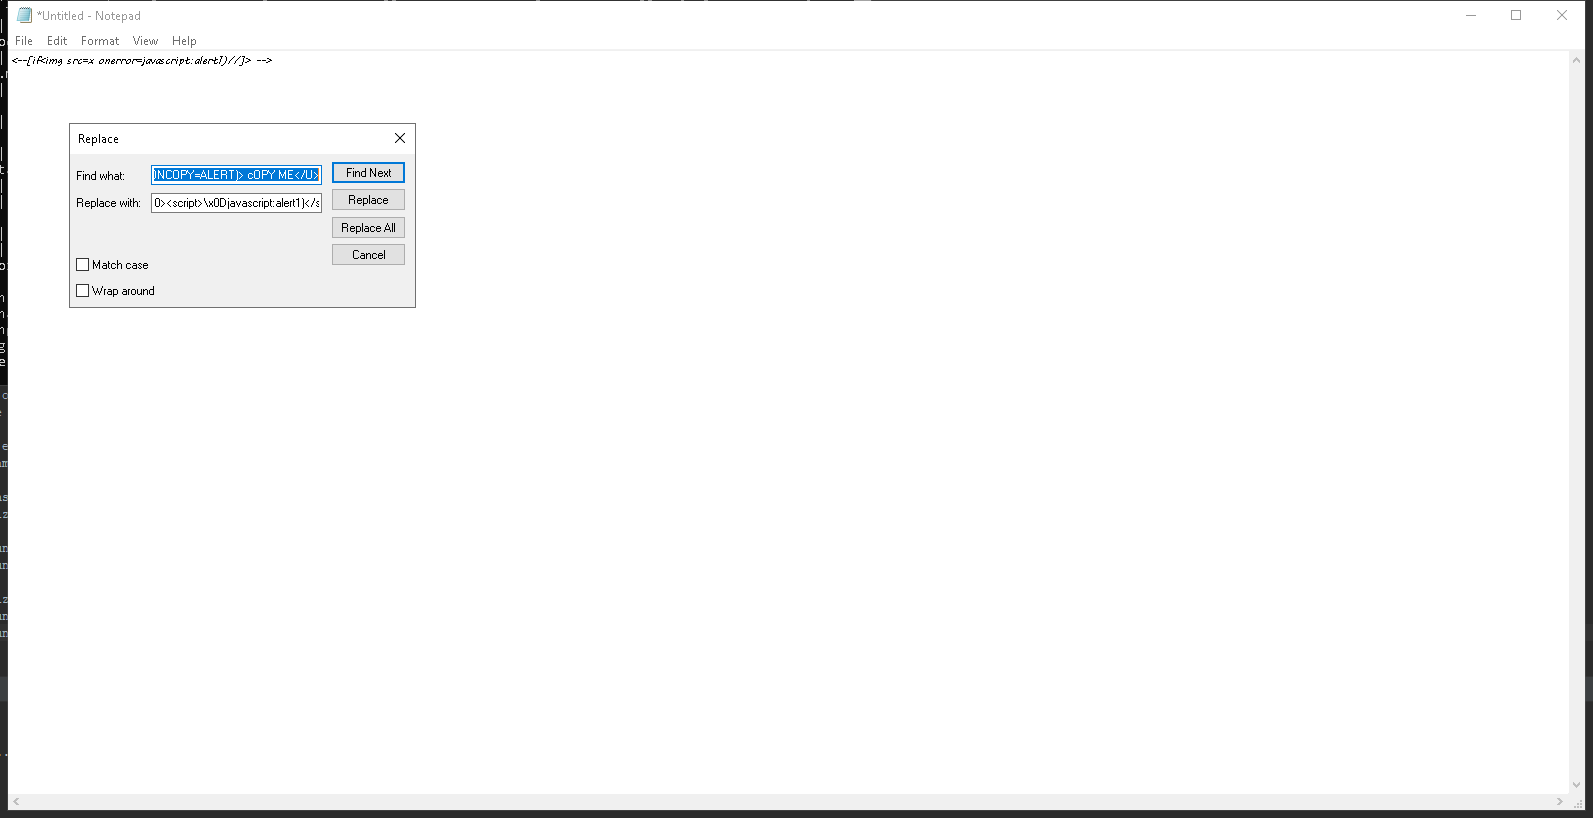 *Untitled - Notepad
File Edit Format View Help
<--[if<img src=x onerror=javascript:alert1)//]> -->
Replace
Find what: )NCOPY=ALERT)> cOPY ME</U> Find Next
Replace with: 0><script>\x0Djavascript:alert1)</s Replace
Replace All
Cancel
Match case
Wrap around